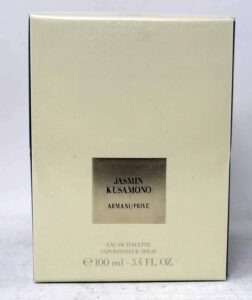 JASMIN
KUSAMONO
ARMANI/PRIVÉ
EAU DE TOILETTE
VAPORISATEUR SPRAY
℮ 100 ml - 3.4 FL. OZ.